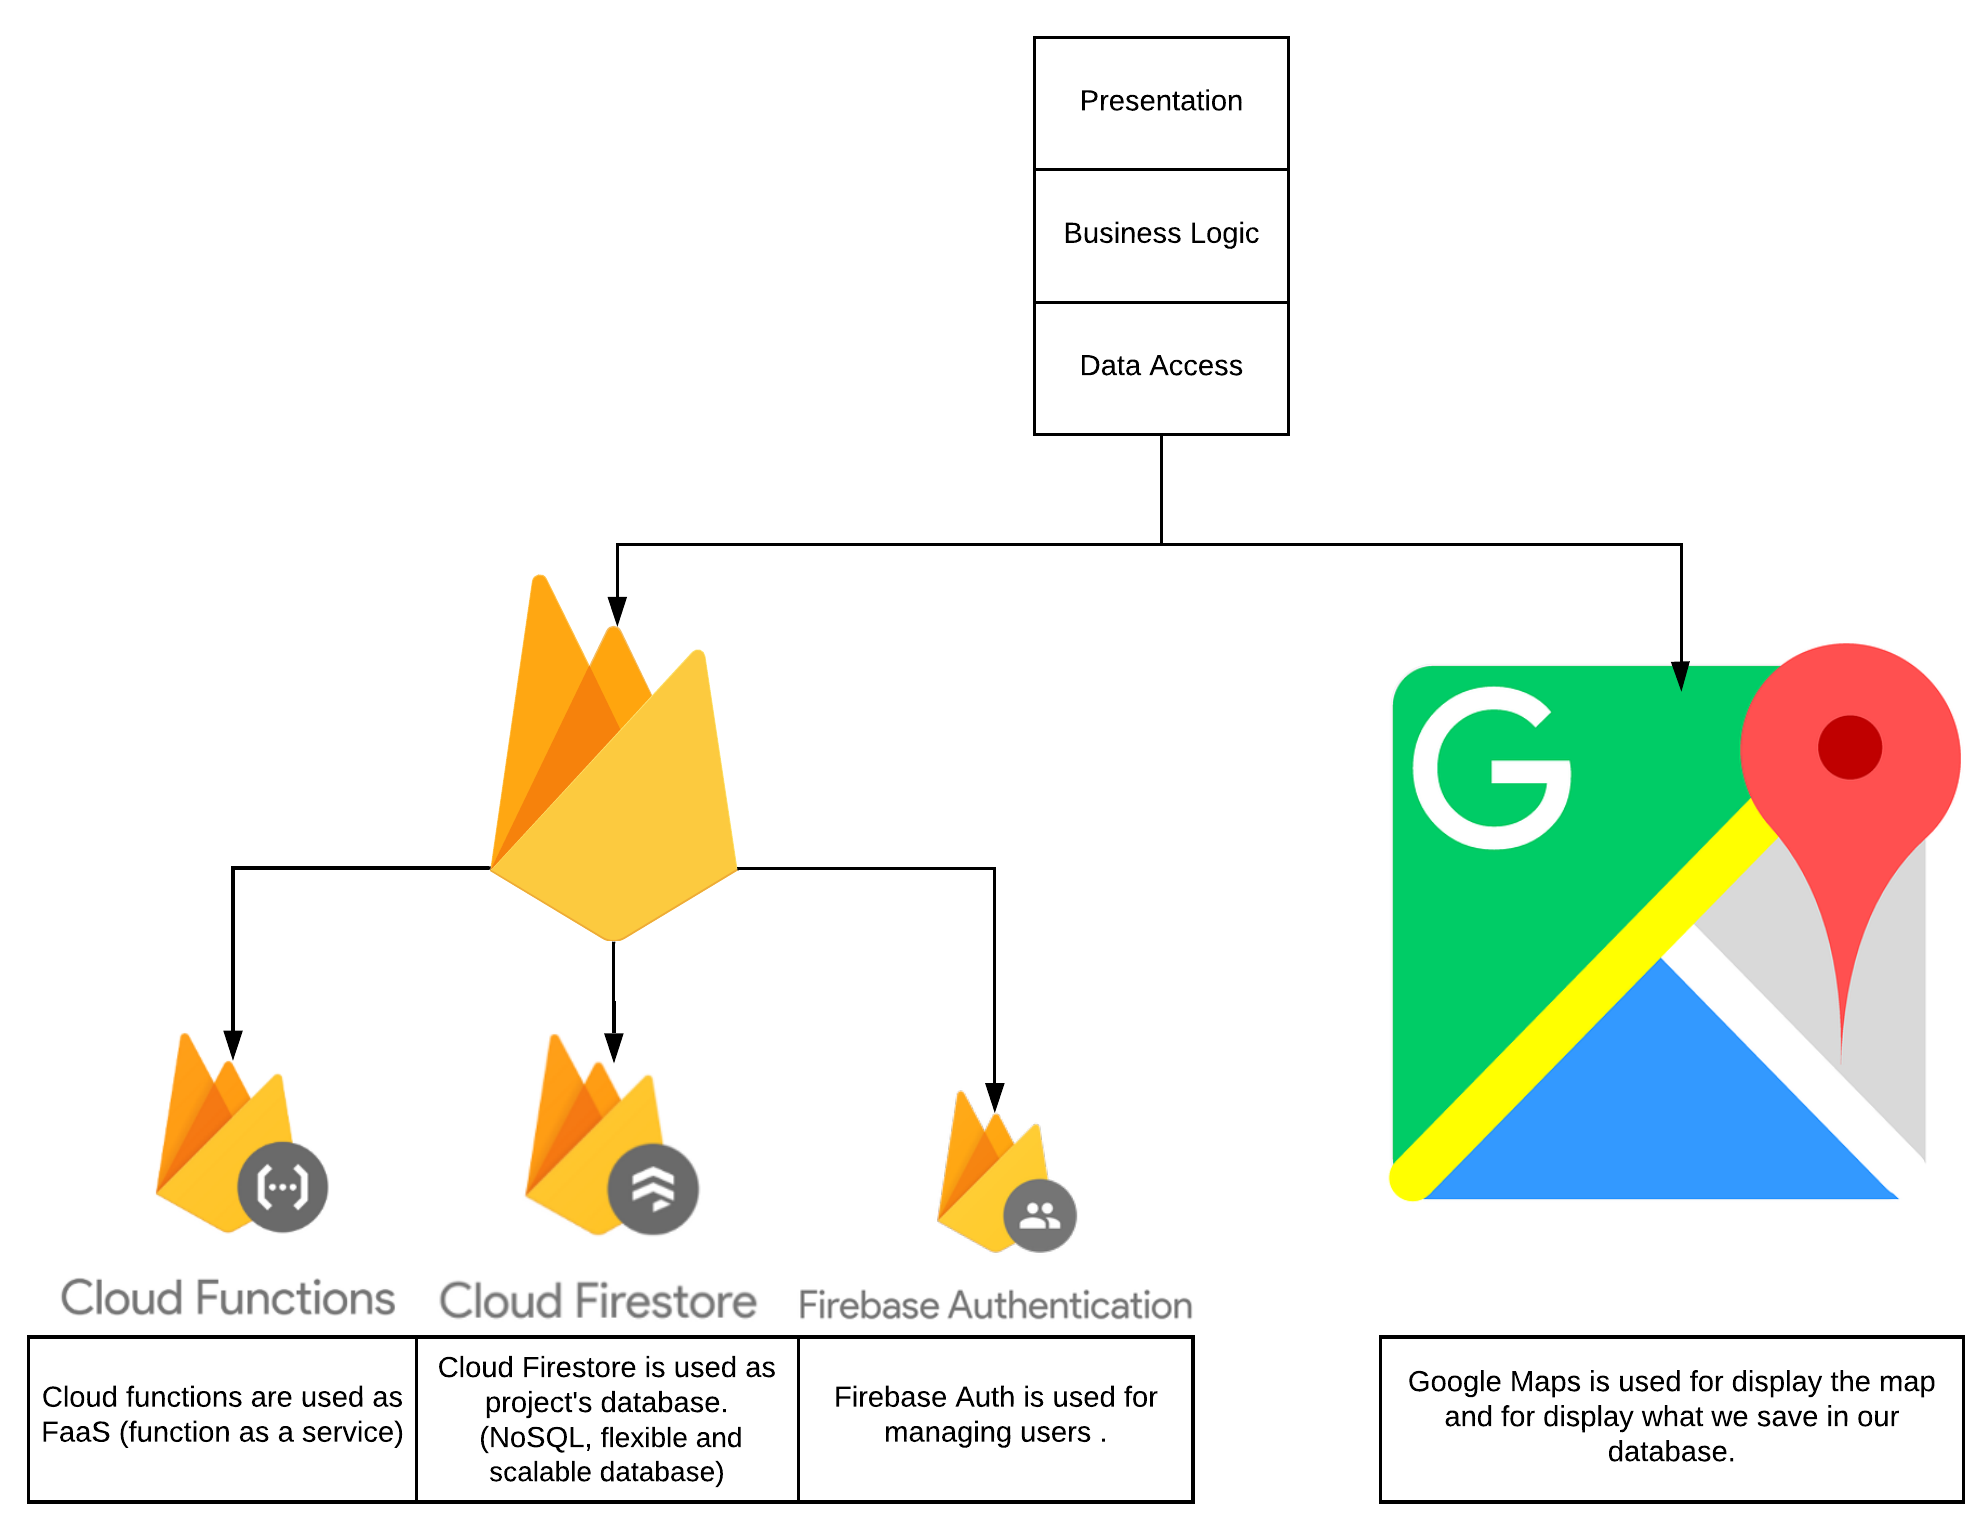 Presentation
Business Logic
Data Access
G
Cloud Functions
Cloud Firestore
Firebase Authentication
Cloud functions are used as
FaaS (function as a service)
Cloud Firestore is used as
project's database.
(NoSQL, flexible and
scalable database)
Firebase Auth is used for
managing users .
Google Maps is used for display the map
and for display what we save in our
database.